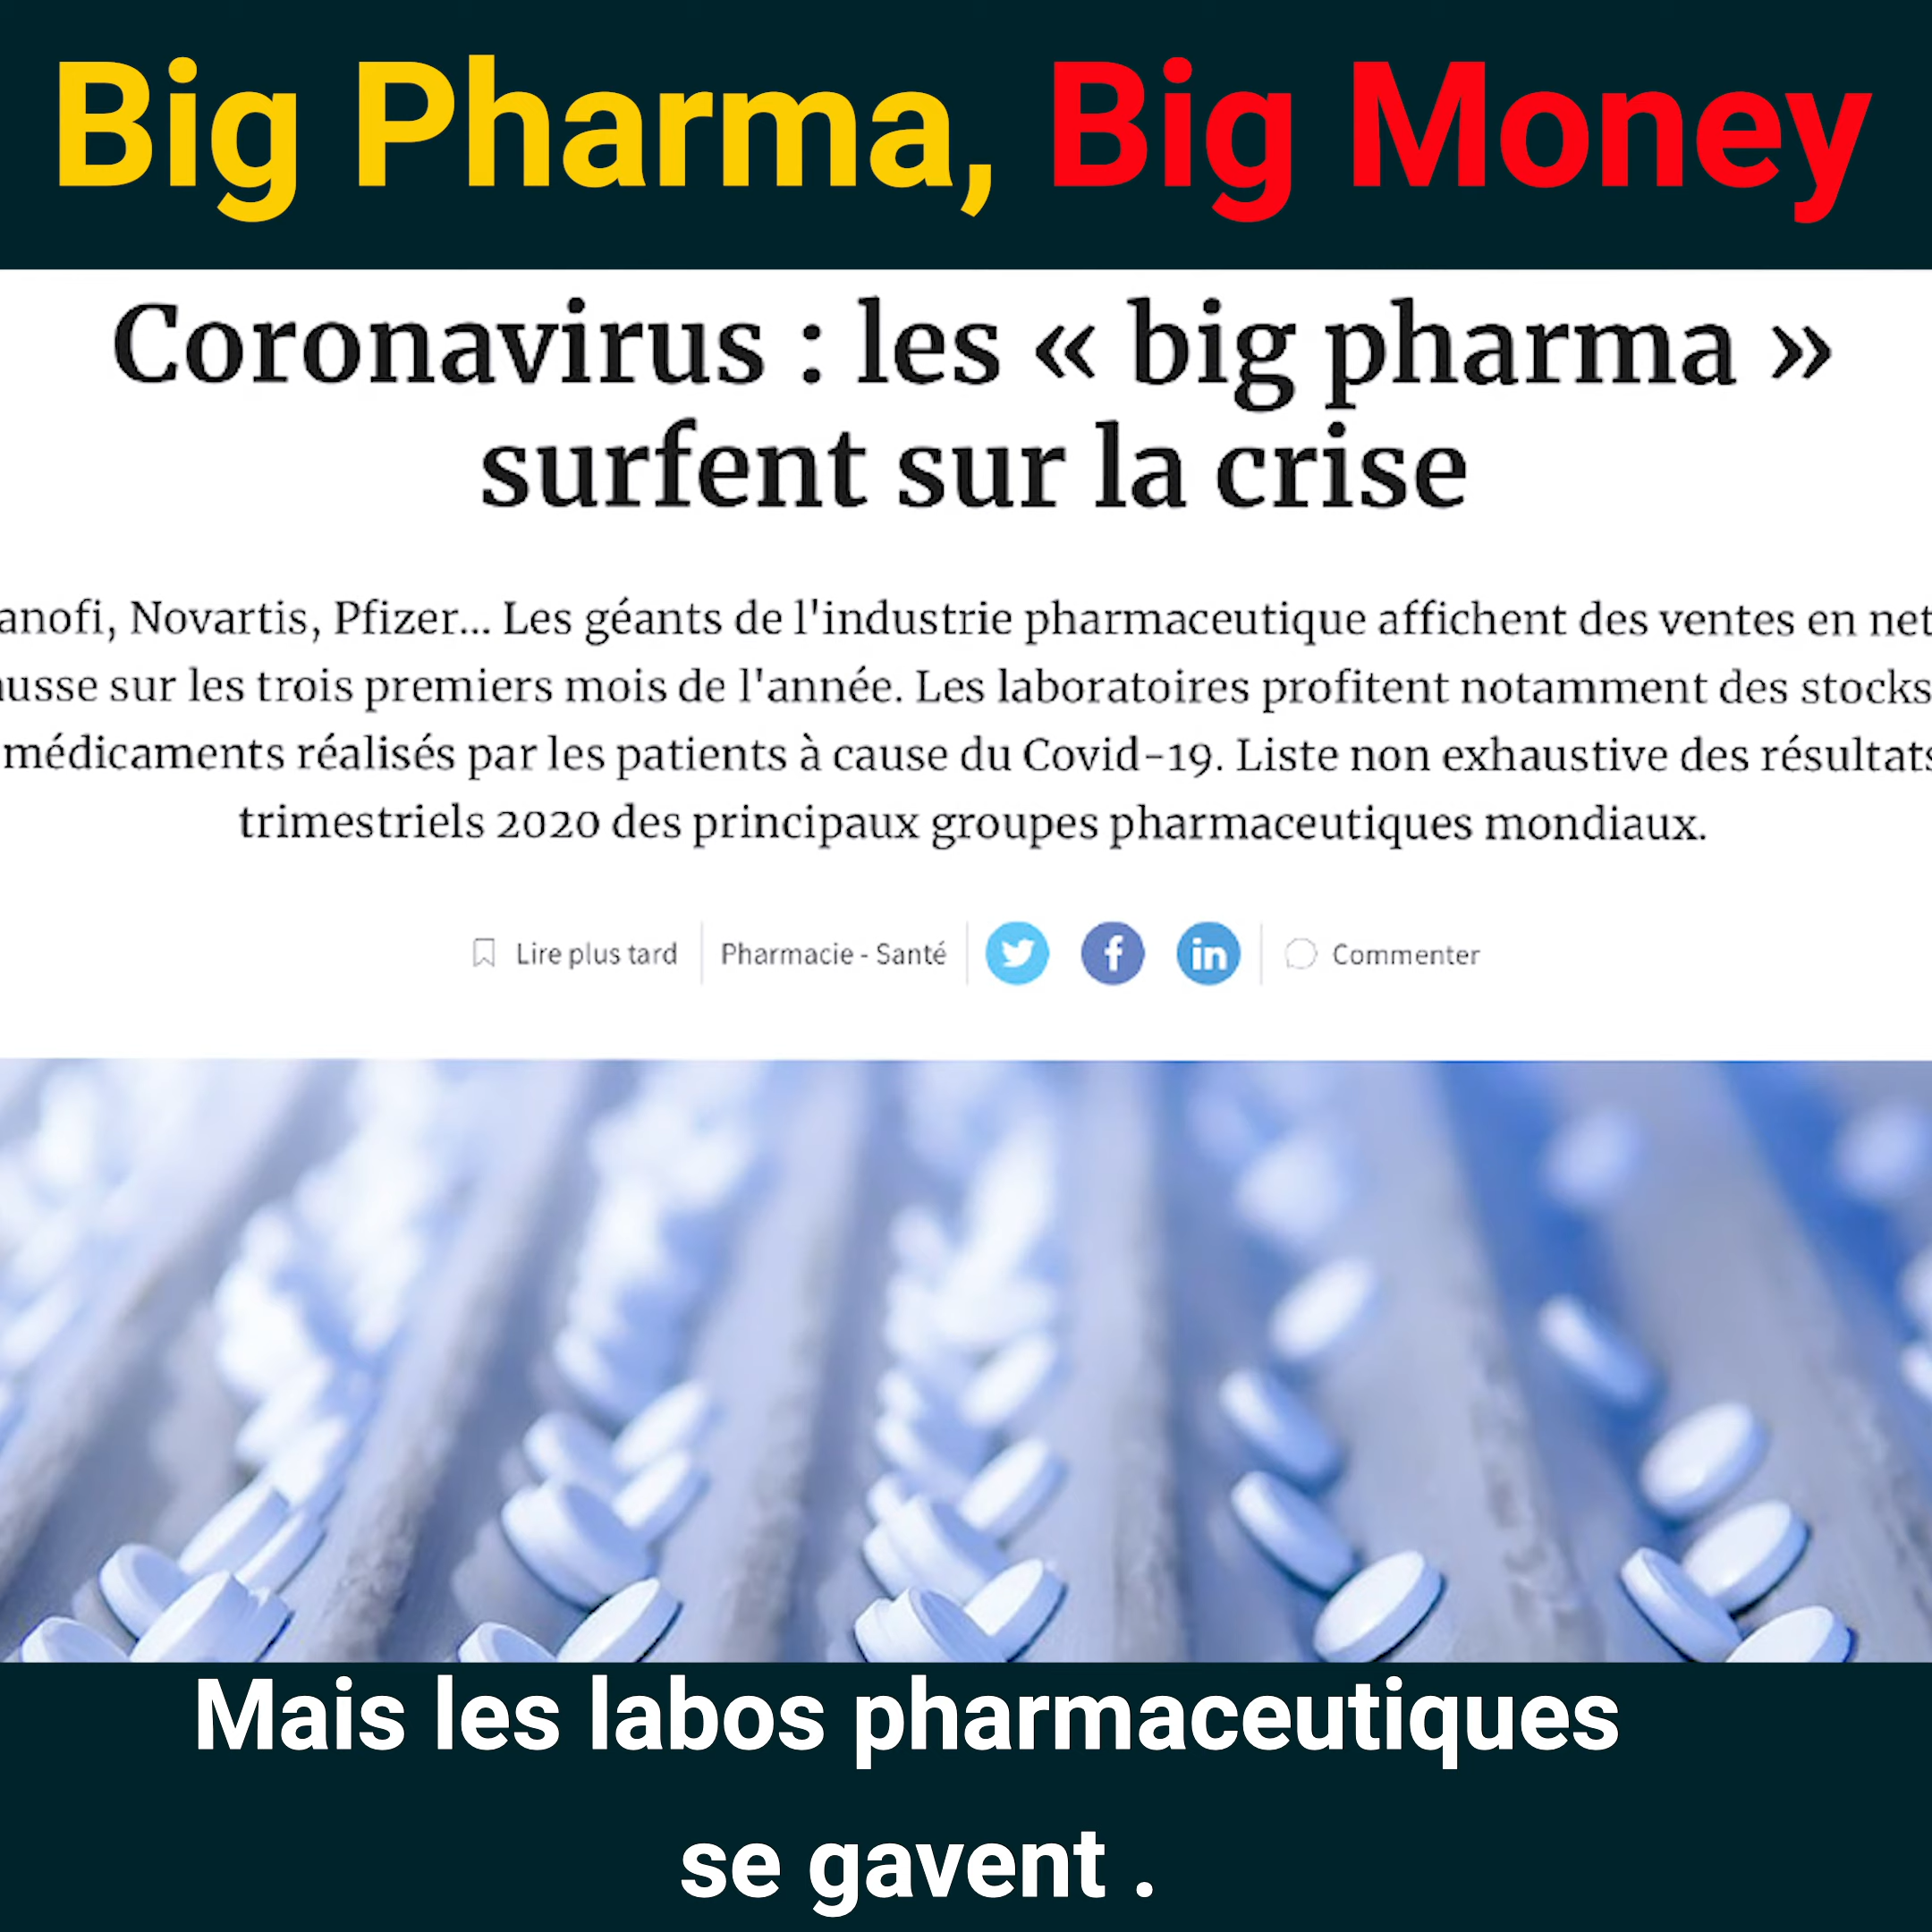 Big Pharma, Big Money
Coronavirus : les « big pharma »
surfent sur la crise
anofi, Novartis, Pfizer... Les géants de l'industrie pharmaceutique affichent des ventes en net
usse sur les trois premiers mois de l'année. Les laboratoires profitent notamment des stocks
médicaments réalisés par les patients à cause du Covid-19. Liste non exhaustive des résultats
trimestriels 2020 des principaux groupes pharmaceutiques mondiaux.
Lire plus tard Pharmacie - Santé f in Commenter
Mais les labos pharmaceutiques
se gavent .